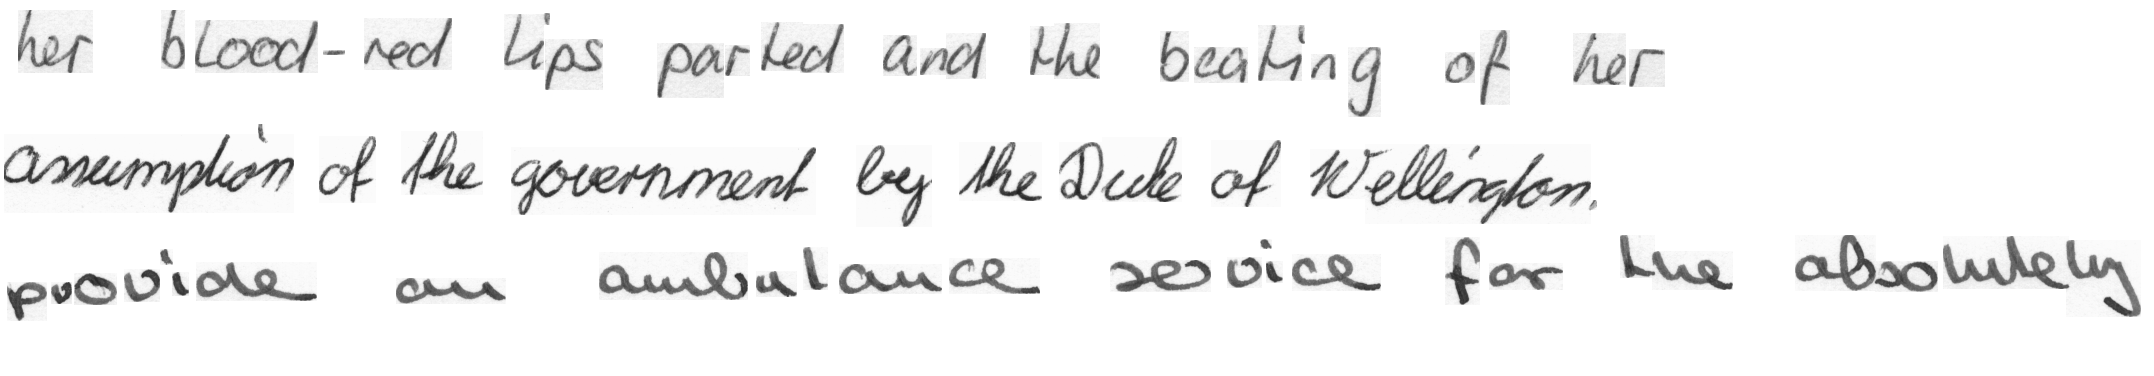 her blood-red lips parted and the beating of her
assumption of the government by the Duke of Wellington.
provide an ambulance service for the absolutely